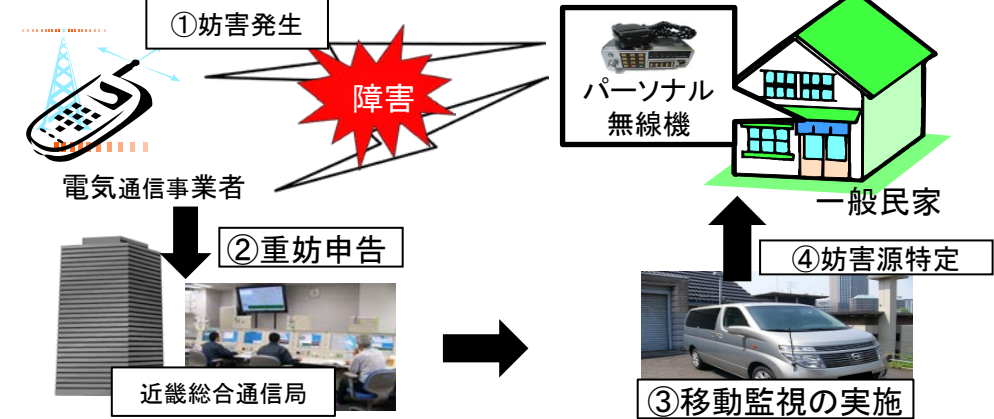 ①妨害発生
障害
パーソナル
無線機
電気通信事業者
一般民家
②重妨申告
④妨害源特定
近畿総合通信局
③移動監視の実施